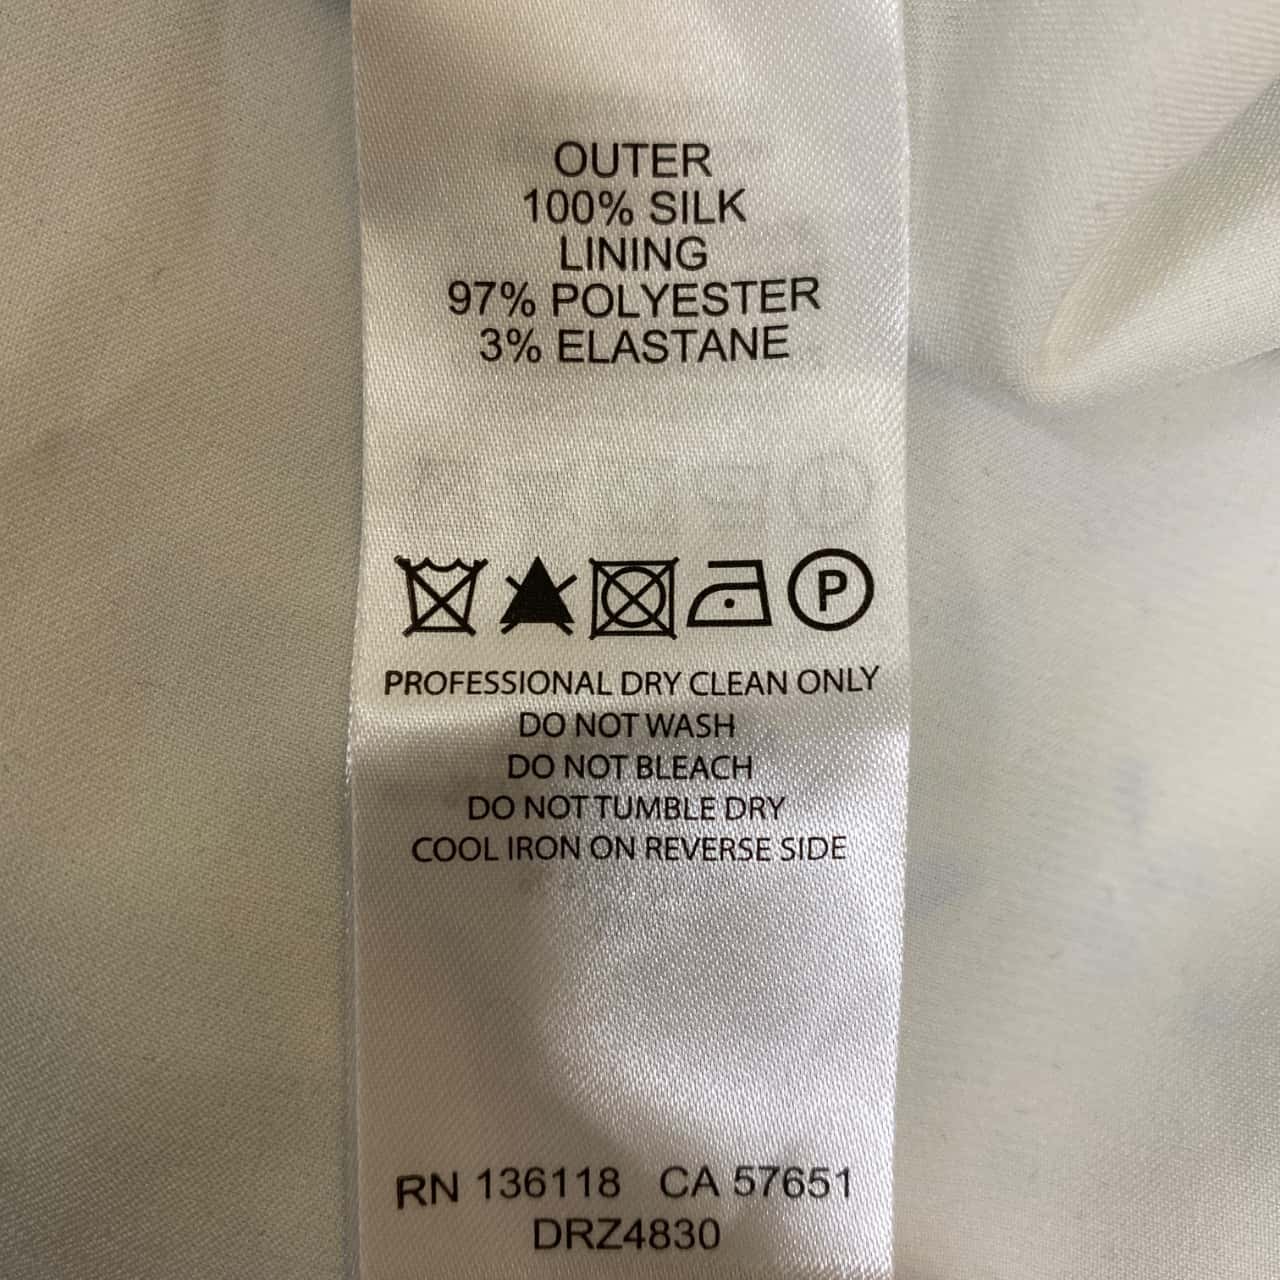 OUTER
100% SILK
LINING
97% POLYESTER
3% ELASTANE
P
PROFESSIONAL DRY CLEAN ONLY
DO NOT WASH
DO NOT BLEACH
DO NOT TUMBLE DRY
COOL IRON ON REVERSE SIDE
RN 136118 CA 57651
DRZ4830